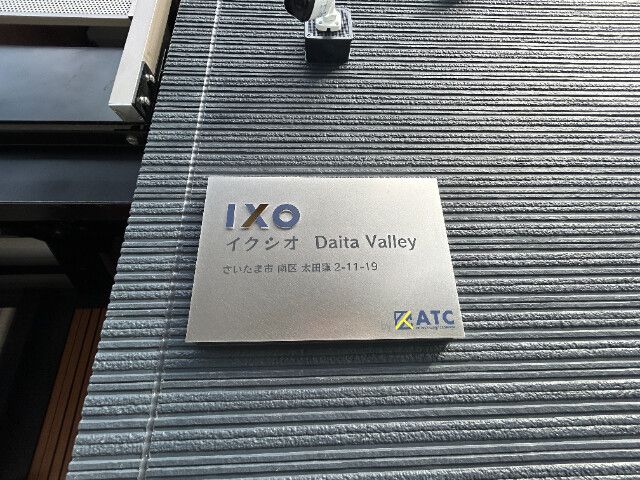 IXO
イクシオ Daita Valley
さいたま市 南区 太田窪 2-11-19
ATC